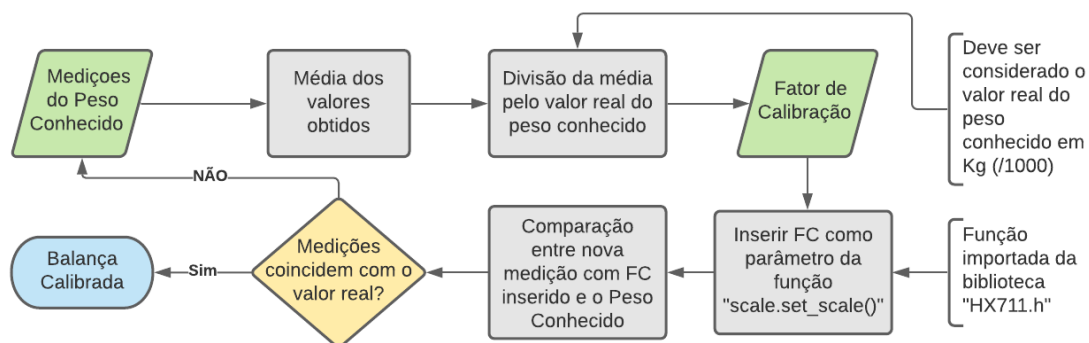 Mediçoes
do Peso
Conhecido
Média dos
valores
obtidos
Divisão da média
pelo valor real do
peso conhecido
Fator de
Calibração
Deve ser
considerado o
valor real do
peso
conhecido em
Kg (/1000)
NÃO
Balança
Calibrada
Sim
Medições
coincidem com o
valor real?
Comparação
entre nova
medição com FC
inserido e o Peso
Conhecido
Inserir FC como
parâmetro da
função
"scale.set_scale()"
Função
importada da
biblioteca
"HX711.h"